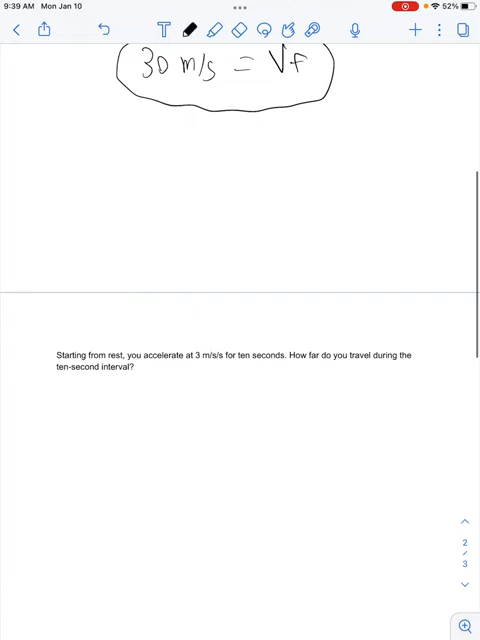 9:39 AM Mon Jan 10
52%
30 m/s = Vf
Starting from rest, you accelerate at 3 m/s/s for ten seconds. How far do you travel during the
ten-second interval?
2
/
3